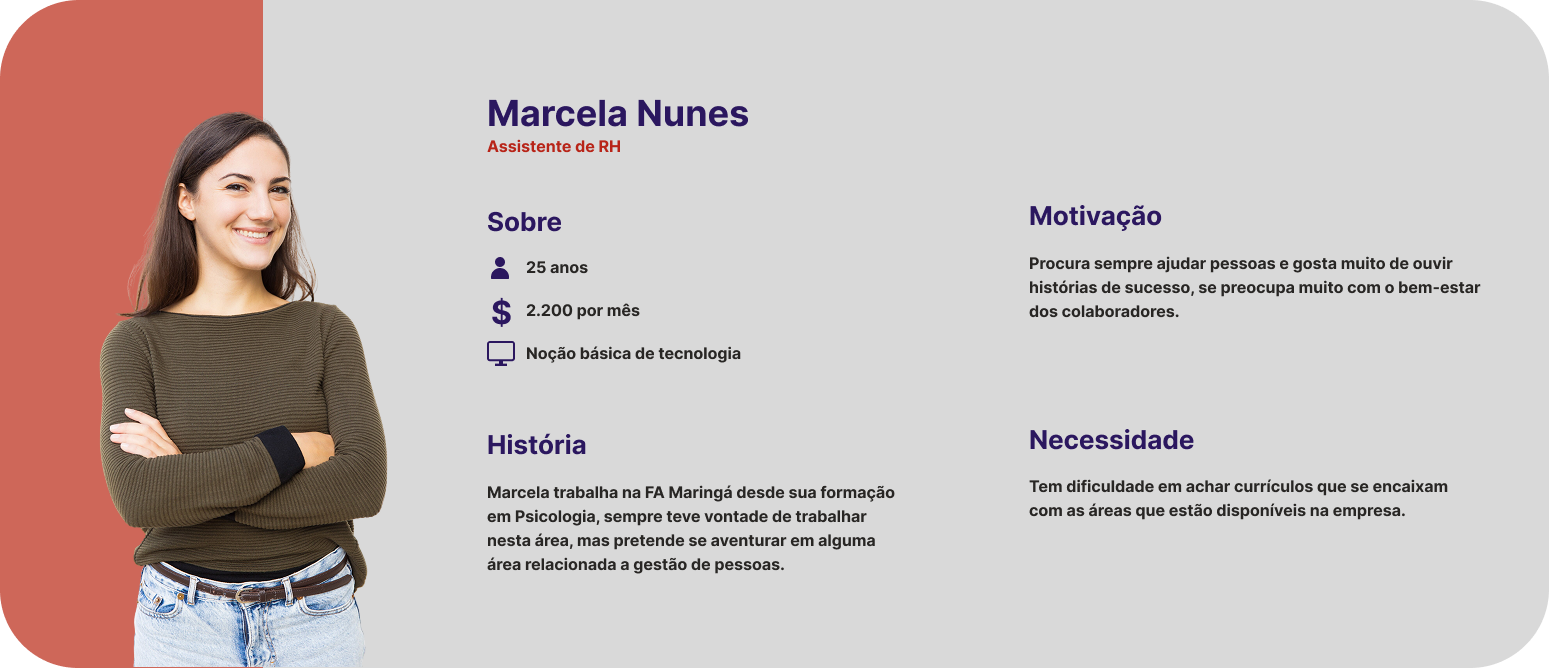 Marcela Nunes
Assistente de RH
Sobre
25 anos
$ 2.200 por mês
Noção básica de tecnologia
História
Marcela trabalha na FA Maringá desde sua formação
em Psicologia, sempre teve vontade de trabalhar
nesta área, mas pretende se aventurar em alguma
área relacionada a gestão de pessoas.
Motivação
Procura sempre ajudar pessoas e gosta muito de ouvir
histórias de sucesso, se preocupa muito com o bem-estar
dos colaboradores.
Necessidade
Tem dificuldade em achar currículos que se encaixam
com as áreas que estão disponíveis na empresa.